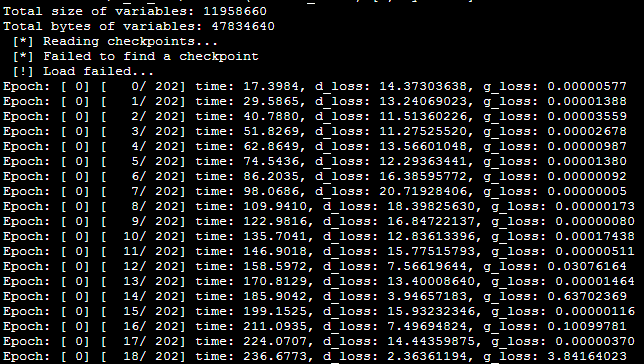 Total size of variables: 11958660
Total bytes of variables: 47834640
[*] Reading checkpoints...
[*] Failed to find a checkpoint
[!] Load failed...
Epoch: [ 0] [   0/ 202] time: 17.3984, d_loss: 14.37303638, g_loss: 0.00000577
Epoch: [ 0] [   1/ 202] time: 29.5865, d_loss: 13.24069023, g_loss: 0.00001388
Epoch: [ 0] [   2/ 202] time: 40.7880, d_loss: 11.51361226, g_loss: 0.00003559
Epoch: [ 0] [   3/ 202] time: 51.8269, d_loss: 11.27525520, g_loss: 0.00002678
Epoch: [ 0] [   4/ 202] time: 62.8649, d_loss: 13.56601048, g_loss: 0.00000987
Epoch: [ 0] [   5/ 202] time: 74.5436, d_loss: 12.29363441, g_loss: 0.00001380
Epoch: [ 0] [   6/ 202] time: 86.2035, d_loss: 16.38595772, g_loss: 0.00000092
Epoch: [ 0] [   7/ 202] time: 98.0686, d_loss: 20.71928406, g_loss: 0.00000005
Epoch: [ 0] [   8/ 202] time: 109.9410, d_loss: 18.39825630, g_loss: 0.00000173
Epoch: [ 0] [   9/ 202] time: 122.9816, d_loss: 16.84722137, g_loss: 0.00000080
Epoch: [ 0] [  10/ 202] time: 135.7041, d_loss: 12.83613396, g_loss: 0.00017438
Epoch: [ 0] [  11/ 202] time: 146.9018, d_loss: 15.77515793, g_loss: 0.00000511
Epoch: [ 0] [  12/ 202] time: 158.5972, d_loss: 7.56619644, g_loss: 0.03076164
Epoch: [ 0] [  13/ 202] time: 170.8129, d_loss: 13.40008640, g_loss: 0.00001464
Epoch: [ 0] [  14/ 202] time: 185.9042, d_loss: 3.94657183, g_loss: 0.63702369
Epoch: [ 0] [  15/ 202] time: 199.1525, d_loss: 15.93232346, g_loss: 0.00000116
Epoch: [ 0] [  16/ 202] time: 211.0935, d_loss: 7.49694824, g_loss: 0.10099781
Epoch: [ 0] [  17/ 202] time: 224.0707, d_loss: 14.44359875, g_loss: 0.00000370
Epoch: [ 0] [  18/ 202] time: 236.6773, d_loss: 2.36361194, g_loss: 3.84164023